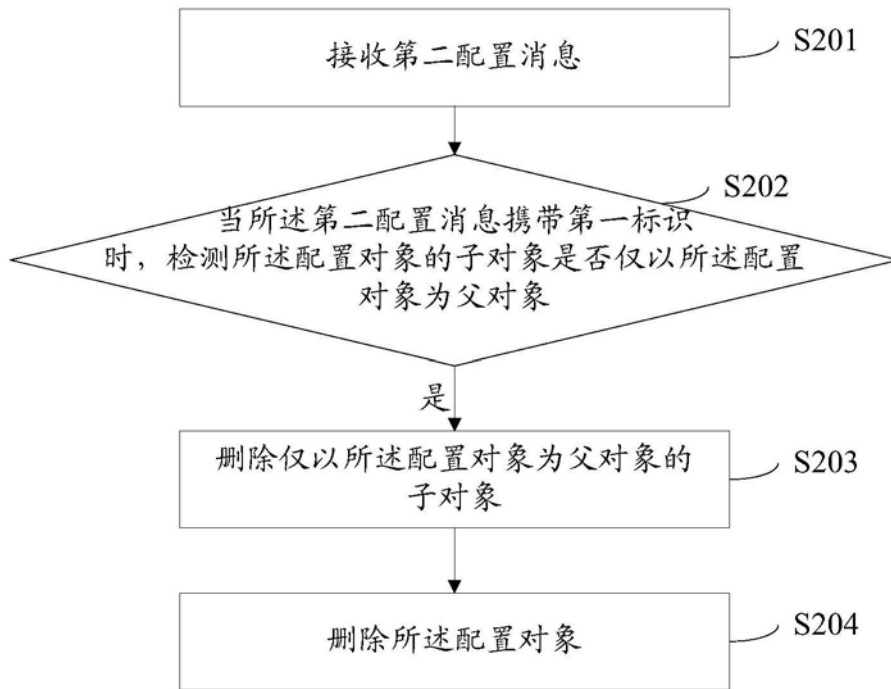 接收第二配置消息
S201
S202
当所述第二配置消息携带第一标识
时，检测所述配置对象的子对象是否仅以所述配置
对象为父对象
是
删除仅以所述配置对象为父对象的
子对象
S203
删除所述配置对象
S204